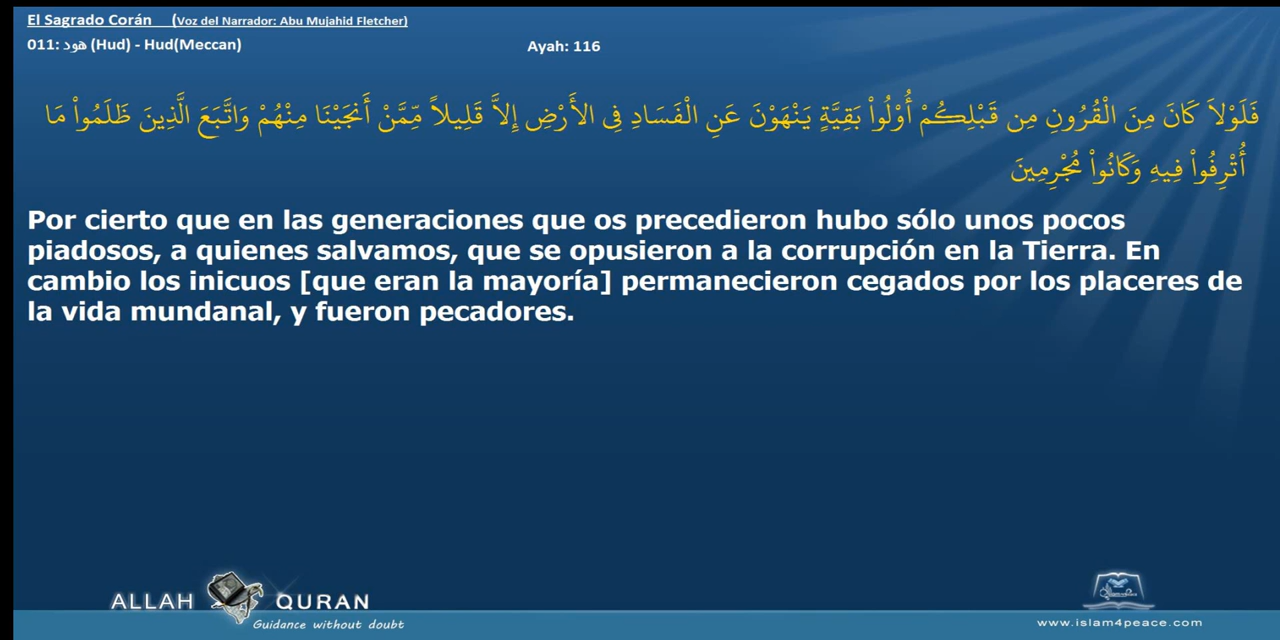 El Sagrado Corán (Voz del Narrador: Abu Mujahid Fletcher)
011: هود (Hud) - Hud(Meccan) Ayah: 116
فَلَوْلاَ كَانَ مِنَ الْقُرُونِ مِن قَبْلِكُمْ أُوْلُواْ بَقِيَّةٍ يَنْهَوْنَ عَنِ الْفَسَادِ فِي الأَرْضِ إِلاَّ قَلِيلاً مِّمَّنْ أَنجَيْنَا مِنْهُمْ وَاتَّبَعَ الَّذِينَ ظَلَمُواْ مَا
أُتْرِفُواْ فِيهِ وَكَانُواْ مُجْرِمِينَ
Por cierto que en las generaciones que os precedieron hubo sólo unos pocos
piadosos, a quienes salvamos, que se opusieron a la corrupción en la Tierra. En
cambio los inicuos [que eran la mayoría] permanecieron cegados por los placeres de
la vida mundanal, y fueron pecadores.
ALLAH QURAN
Guidance without doubt
www.islam4peace.com